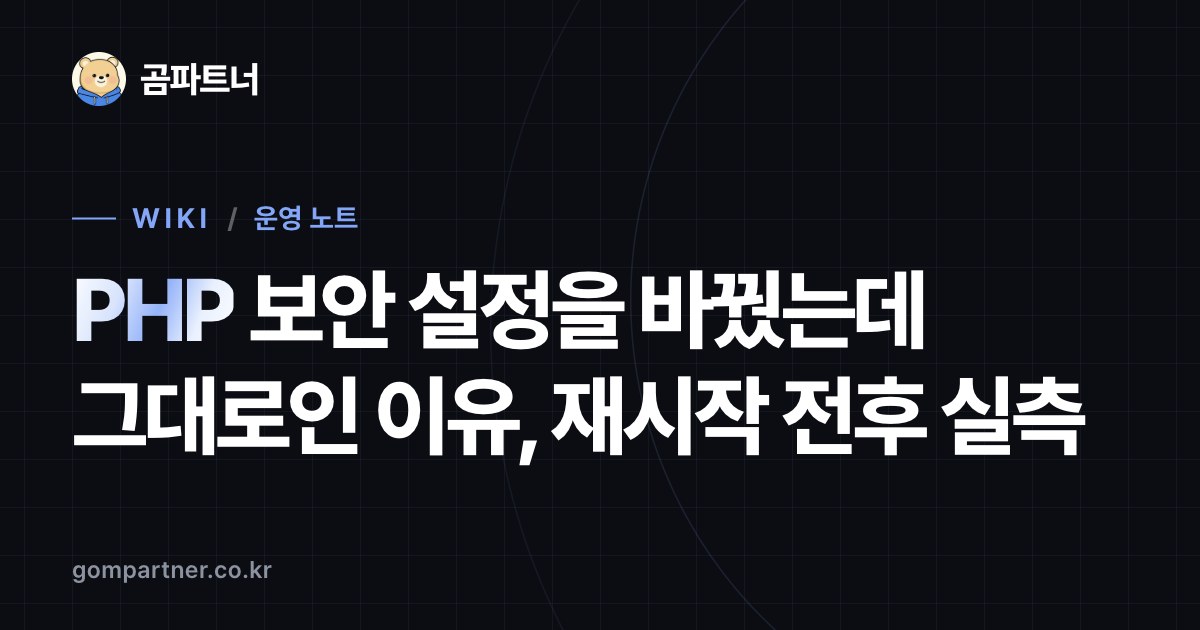 곰파트너
WIKI / 운영 노트
PHP 보안 설정을 바꿨는데
그대로인 이유, 재시작 전후 실측
gompartner.co.kr